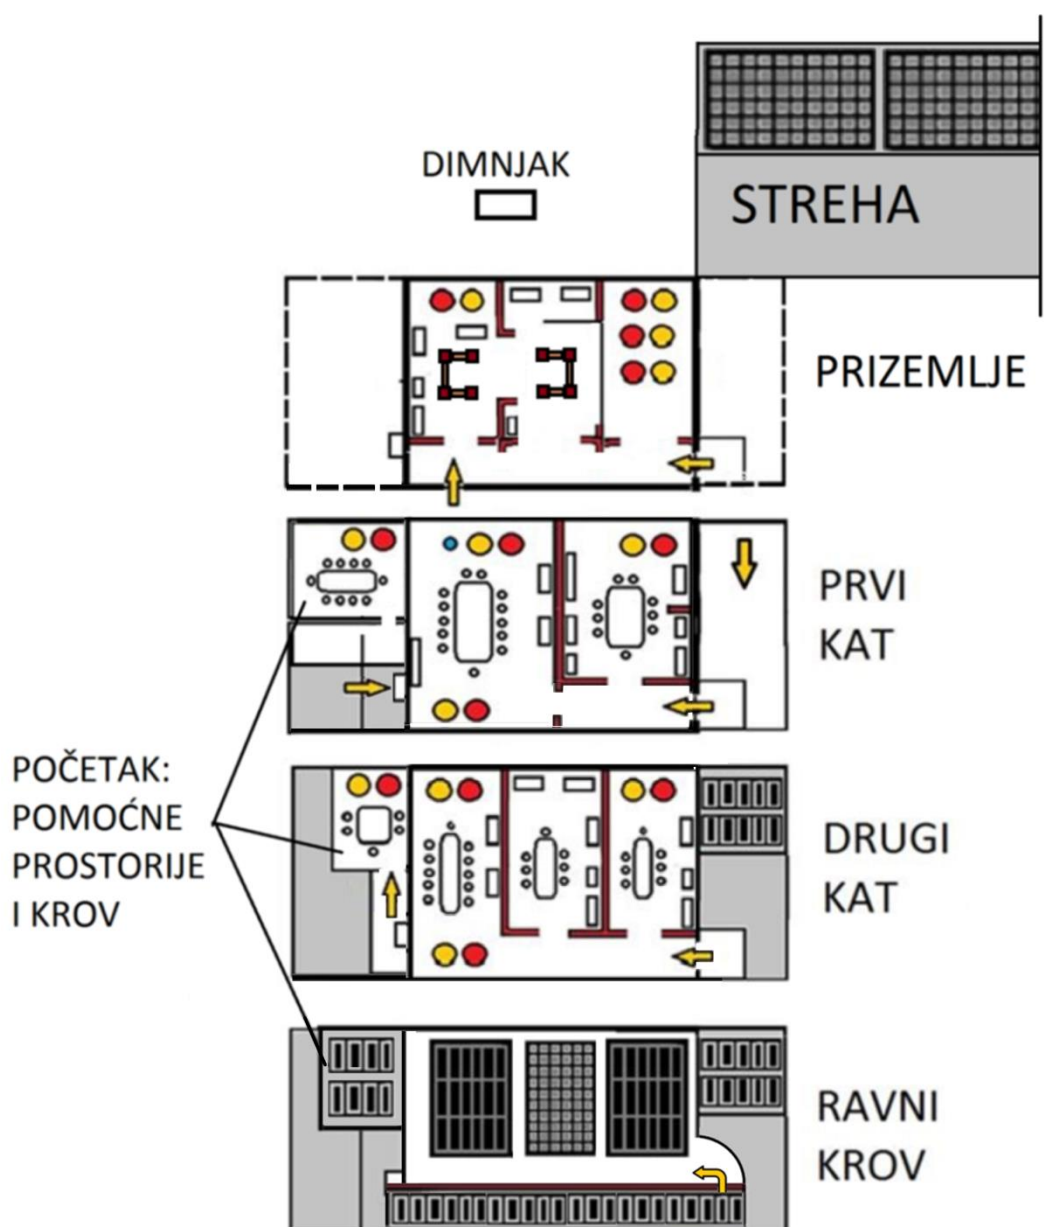 DIMNJAK
STREHA
PRIZEMLJE
PRVI
KAT
POČETAK:
POMOĆNE
PROSTORIJE
I KROV
DRUGI
KAT
RAVNI
KROV